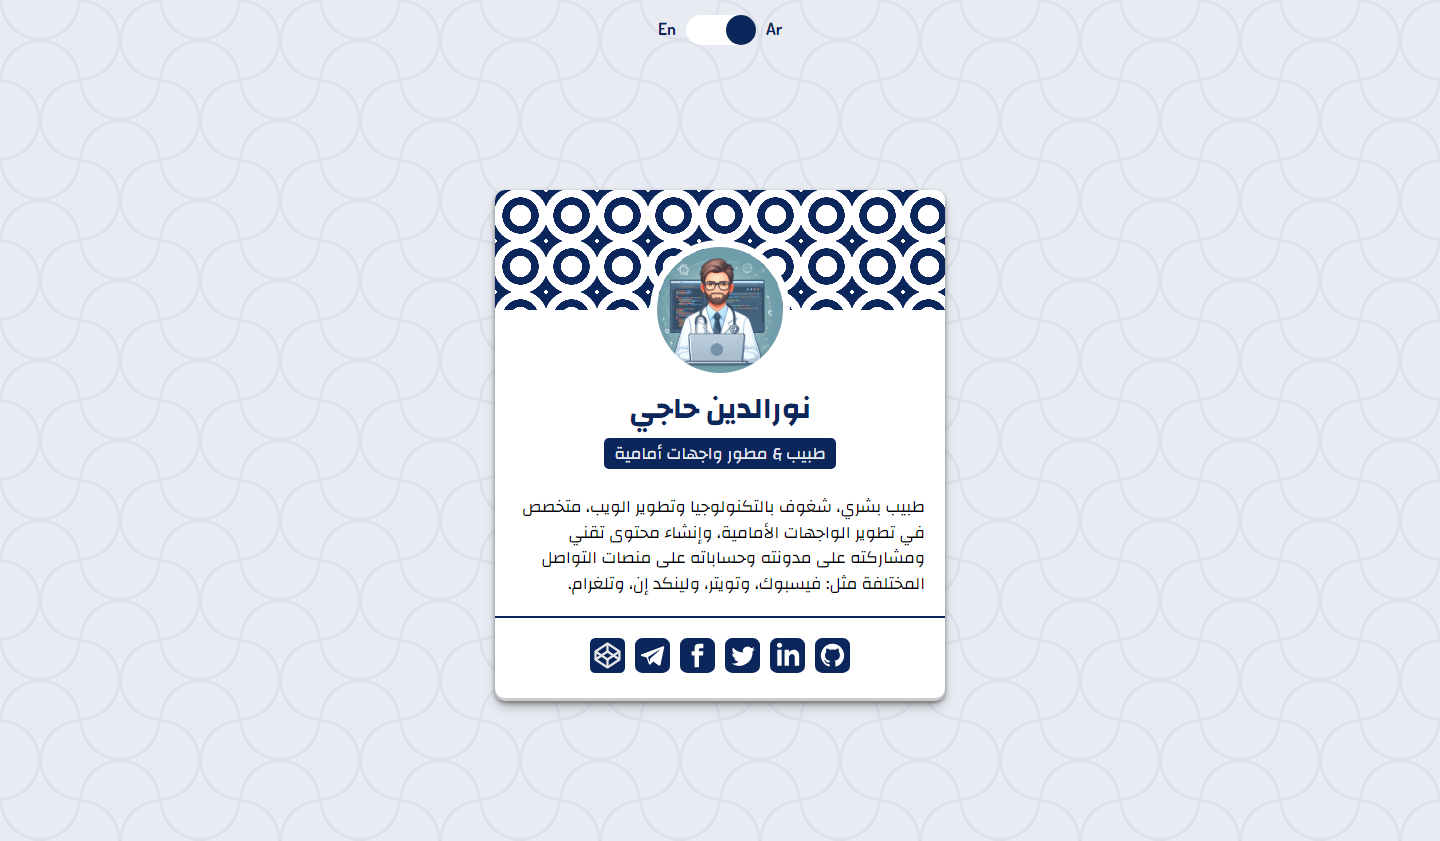 En Ar
نورالدين حاجي
طبيب & مطور واجهات أمامية
طبيب بشري، شغوف بالتكنولوجيا وتطوير الويب، متخصص
في تطوير الواجهات الأمامية، وإنشاء محتوى تقني
ومشاركته على مدونته وحساباته على منصات التواصل
المختلفة مثل: فيسبوك، وتويتر، ولينكد إن، وتلغرام.